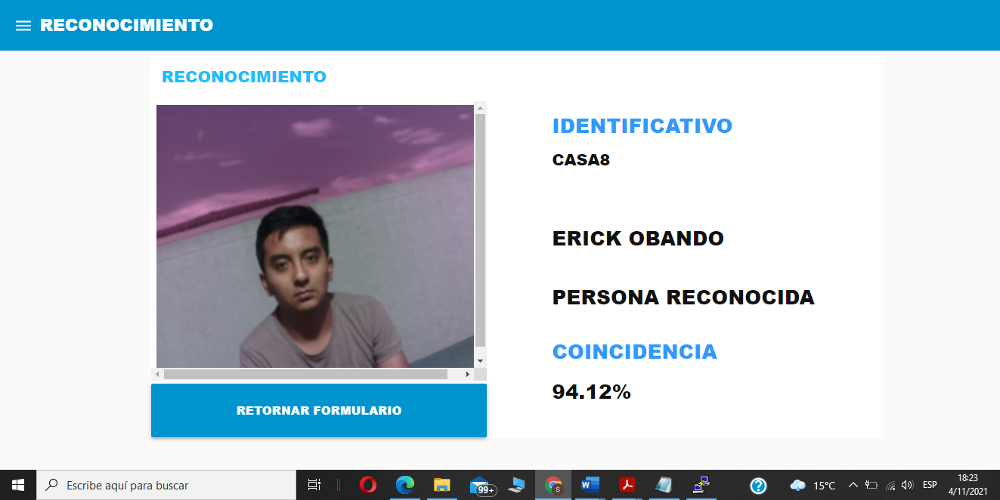 RECONOCIMIENTO
RECONOCIMIENTO
IDENTIFICATIVO
CASA8
ERICK OBANDO
PERSONA RECONOCIDA
COINCIDENCIA
94.12%
RETORNAR FORMULARIO
Escribe aquí para buscar
99+
S
W
?
15°C
ESP
18:23
4/11/2021